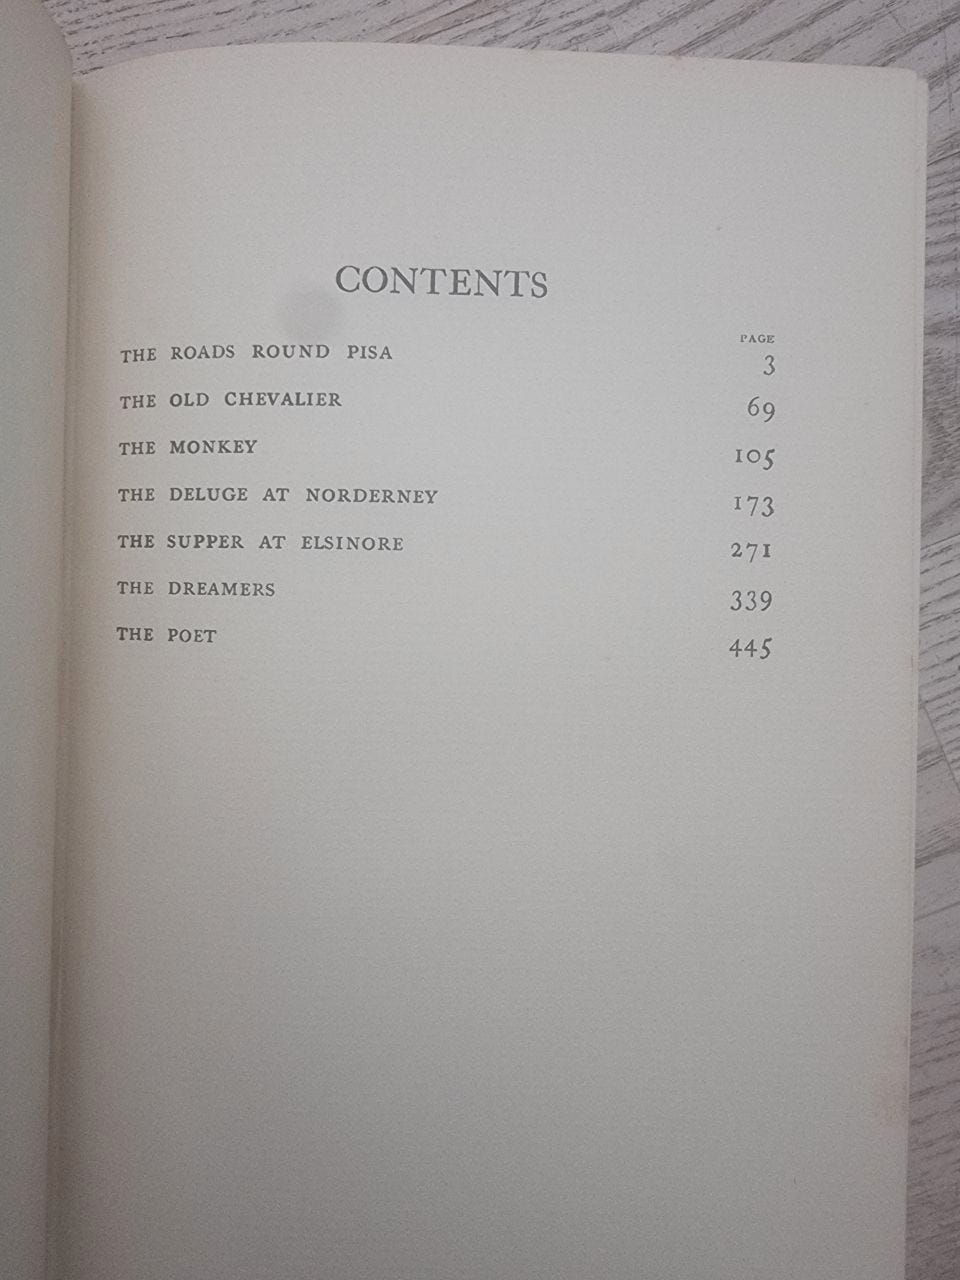 CONTENTS
PAGE
THE ROADS ROUND PISA 3
THE OLD CHEVALIER 69
THE MONKEY 105
THE DELUGE AT NORDERNEY 173
THE SUPPER AT ELSINORE 271
THE DREAMERS 339
THE POET 445